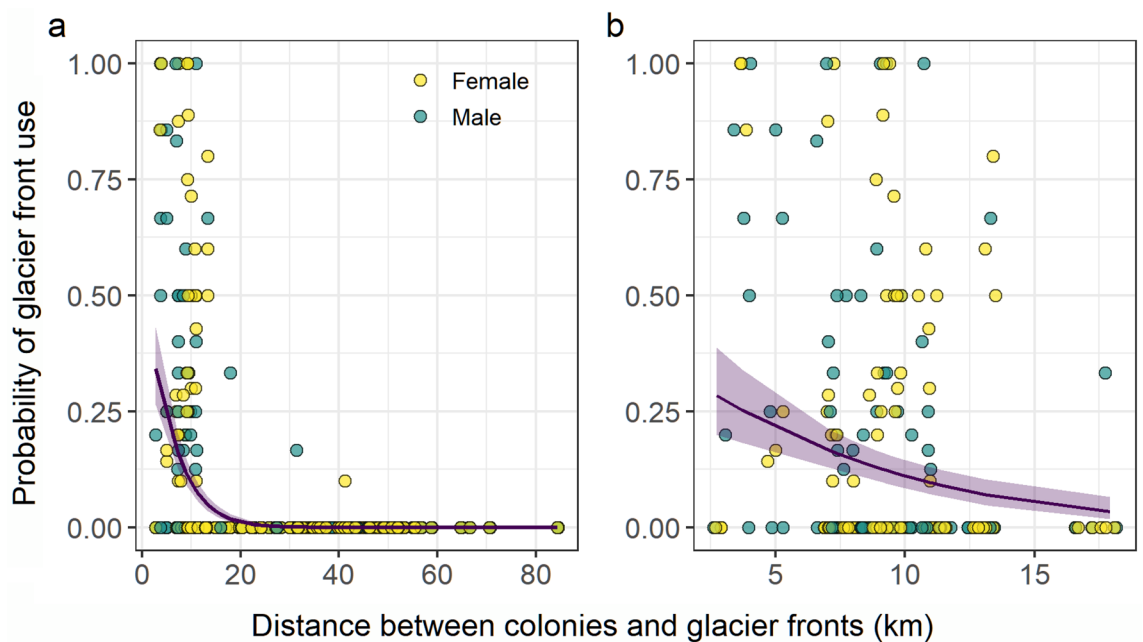 a
b
Probability of glacier front use
1.00
0.75
0.50
0.25
0.00
Female
Male
0 20 40 60 80
1.00
0.75
0.50
0.25
0.00
5 10 15
Distance between colonies and glacier fronts (km)